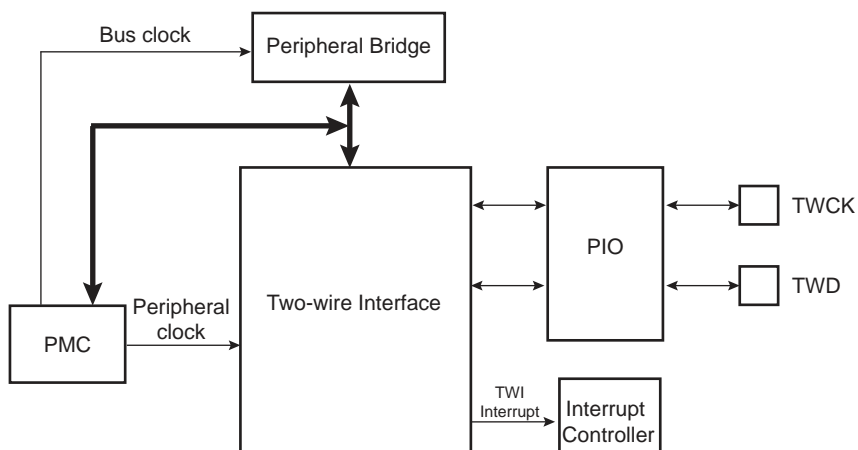 Bus clock
Peripheral Bridge
TWCK
PIO
Two-wire Interface
TWD
Peripheral
clock
PMC
TWI
Interrupt
Interrupt
Controller